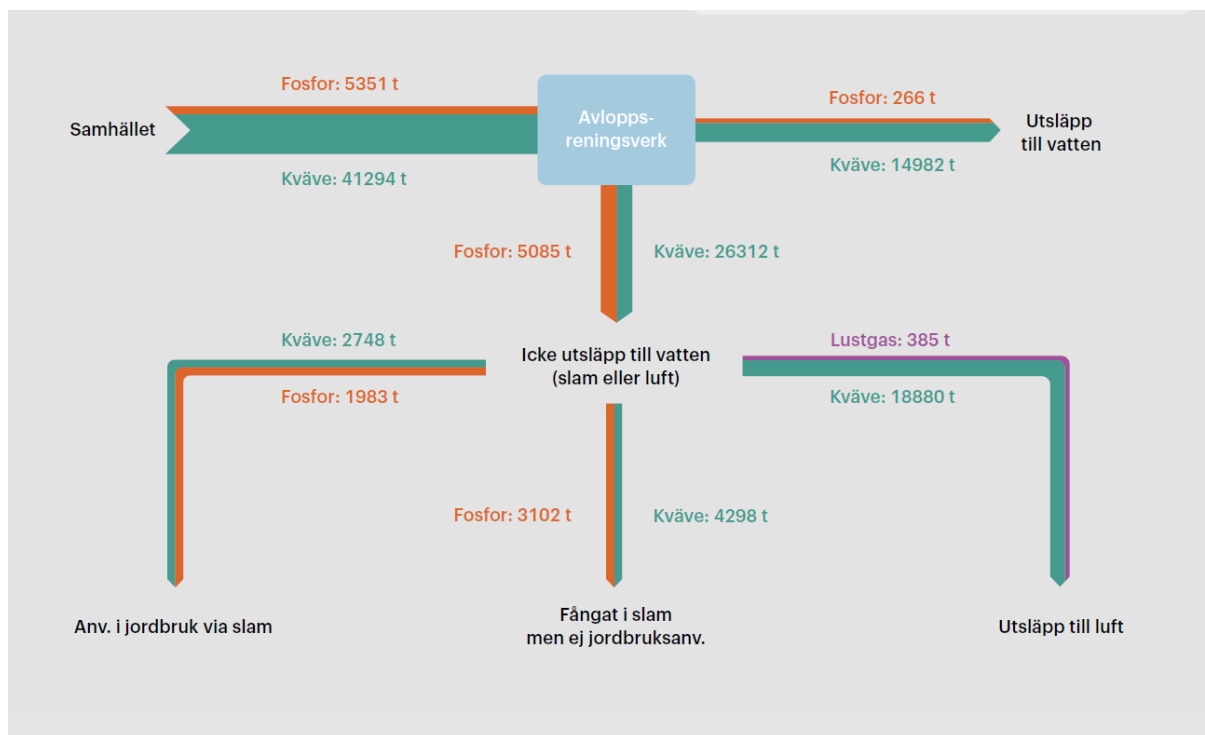 Fosfor: 5351 t
Samhället
Kväve: 41294 t
Avlopps-
reningsverk
Fosfor: 266 t
Utsläpp
till vatten
Kväve: 14982 t
Fosfor: 5085 t
Kväve: 26312 t
Kväve: 2748 t
Fosfor: 1983 t
Icke utsläpp till vatten
(slam eller luft)
Lustgas: 385 t
Kväve: 18880 t
Fosfor: 3102 t
Kväve: 4298 t
Anv. i jordbruk via slam
Fångat i slam
men ej jordbruksanv.
Utsläpp till luft